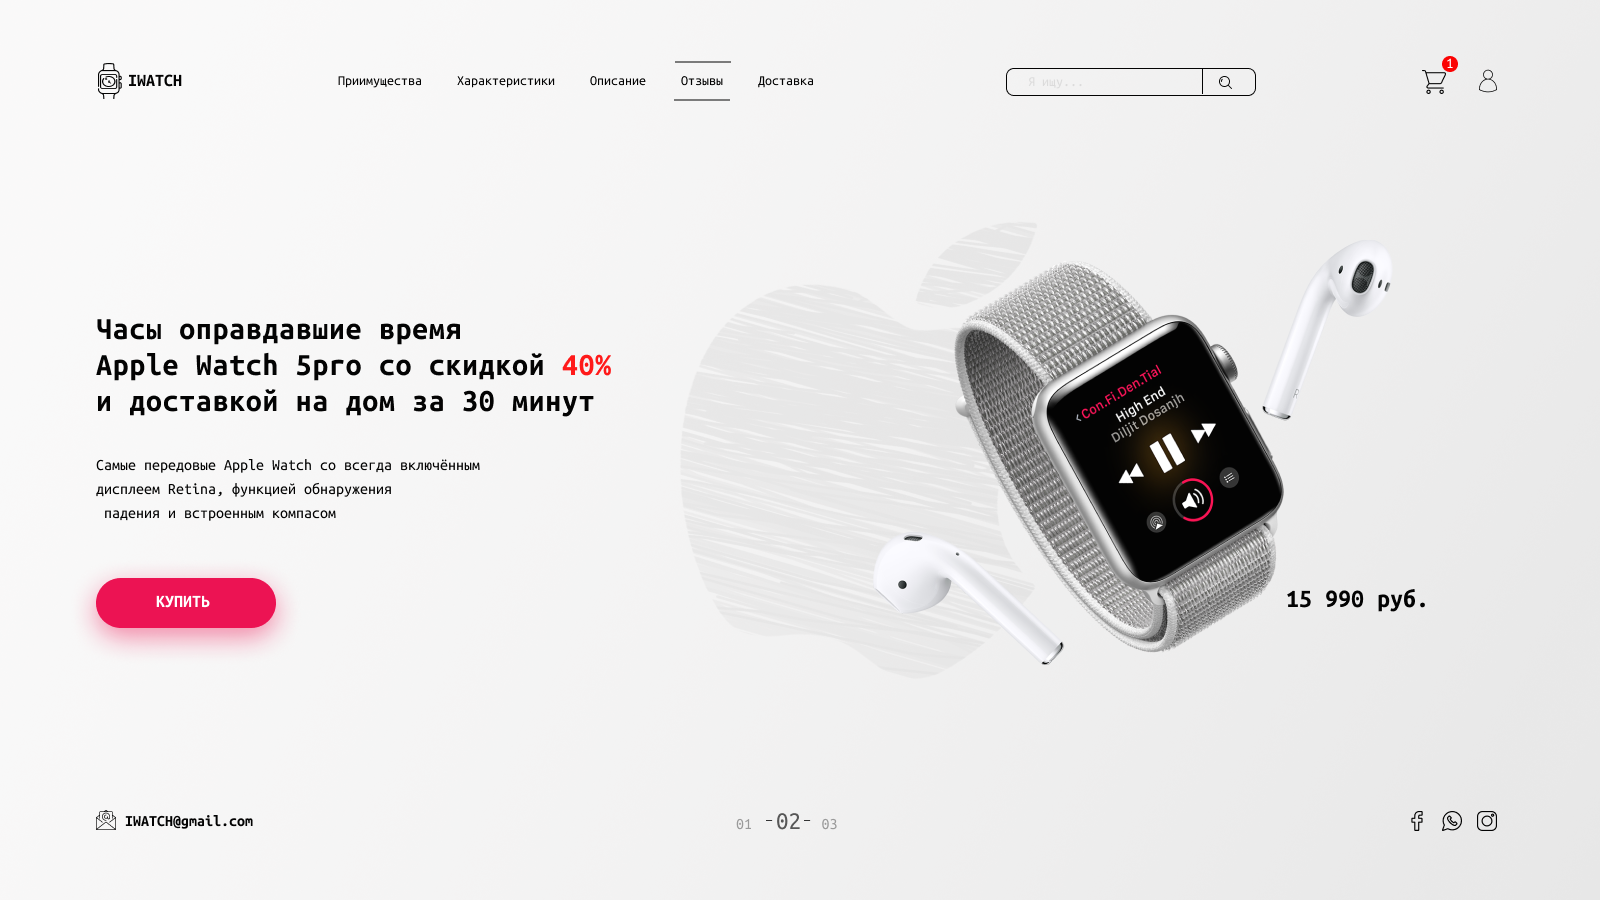 IWATCH
Приимущества
Характеристики
Описание
Отзывы
Доставка
Я ищу...
1
Часы оправдавшие время
Apple Watch 5pro со скидкой 40%
и доставкой на дом за 30 минут
Самые передовые Apple Watch со всегда включённым
дисплеем Retina, функцией обнаружения
падения и встроенным компасом
КУПИТЬ
‹Con.Fi.Den.Tial
High End
Diljit Dosanjh
15 990 руб.
IWATCH@gmail.com
01 -02- 03